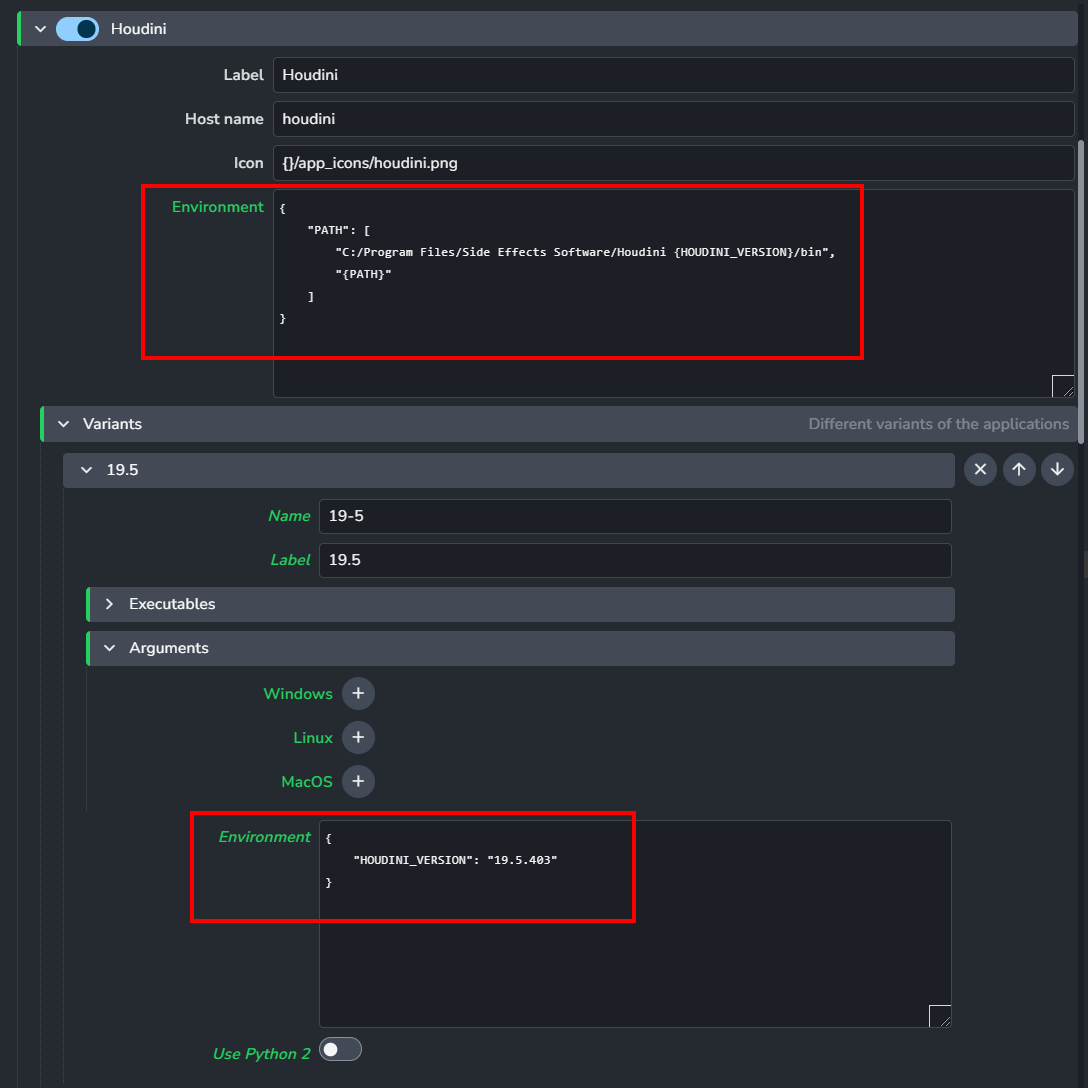 Houdini
Label Houdini
Host name houdini
Icon {}/app_icons/houdini.png
Environment {
"PATH": [
"C:/Program Files/Side Effects Software/Houdini {HOUDINI_VERSION}/bin",
"{PATH}"
]
}
Variants Different variants of the applications
19.5
Name 19-5
Label 19.5
Executables
Arguments
Windows +
Linux +
MacOS +
Environment {
"HOUDINI_VERSION": "19.5.403"
}
Use Python 2